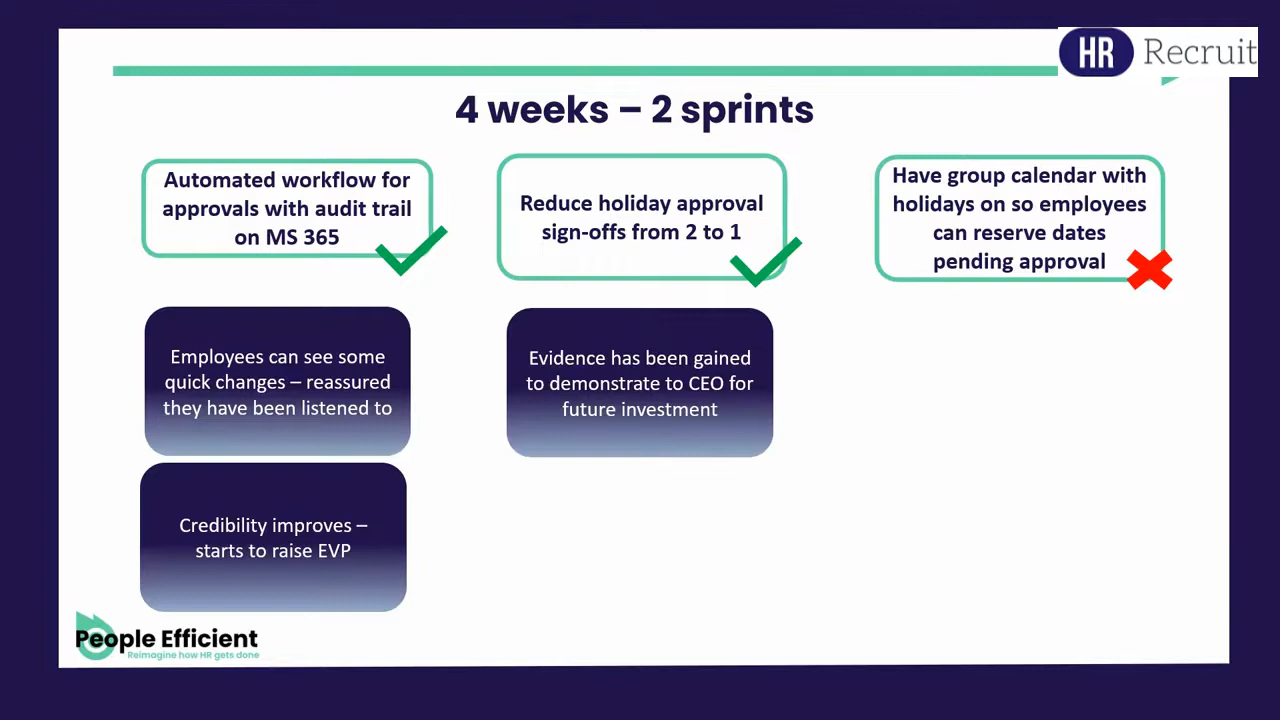 HR Recruit
4 weeks – 2 sprints
Automated workflow for
approvals with audit trail
on MS 365
Reduce holiday approval
sign-offs from 2 to 1
Have group calendar with
holidays on so employees
can reserve dates
pending approval
Employees can see some
quick changes – reassured
they have been listened to
Evidence has been gained
to demonstrate to CEO for
future investment
Credibility improves –
starts to raise EVP
People Efficient
Reimagine how HR gets done